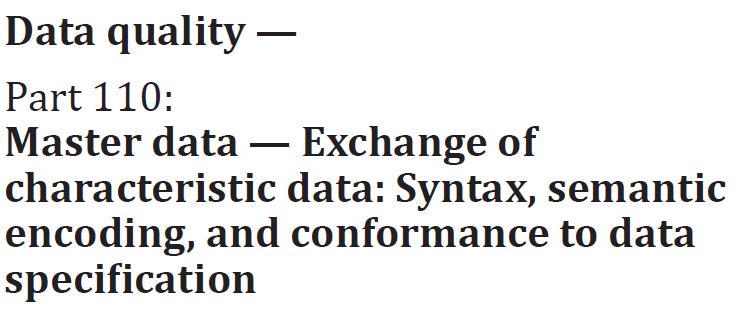 Data quality —
Part 110:
Master data — Exchange of
characteristic data: Syntax, semantic
encoding, and conformance to data
specification